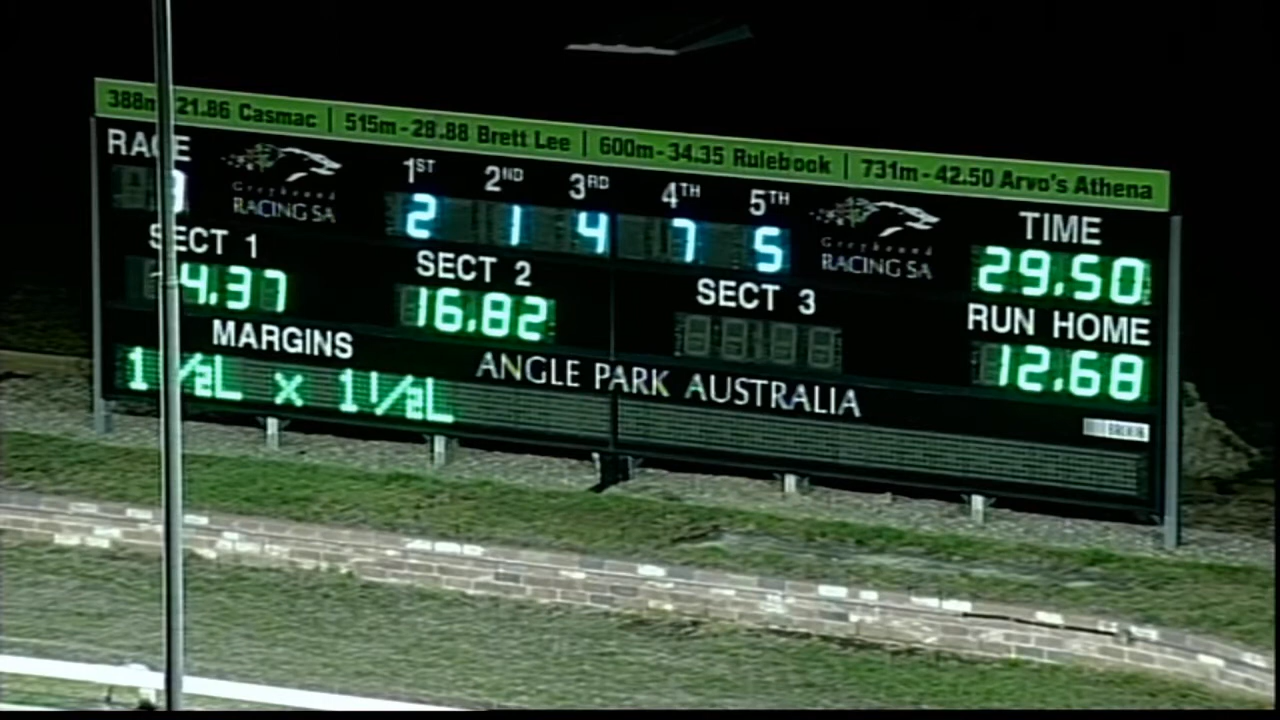 388m-21.86 Casmac | 515m-28.88 Brett Lee | 600m-34.35 Rulebook | 731m-42.50 Arvo's Athena
RACE
Greyhound
RACING SA
1ST 2ND 3RD 4TH 5TH
2 1 4 7 5
Greyhound
RACING SA
TIME
29.50
SECT 1
4.37
SECT 2
16.82
SECT 3
RUN HOME
12.68
MARGINS
1 1/2L X 1 1/2L
ANGLE PARK AUSTRALIA